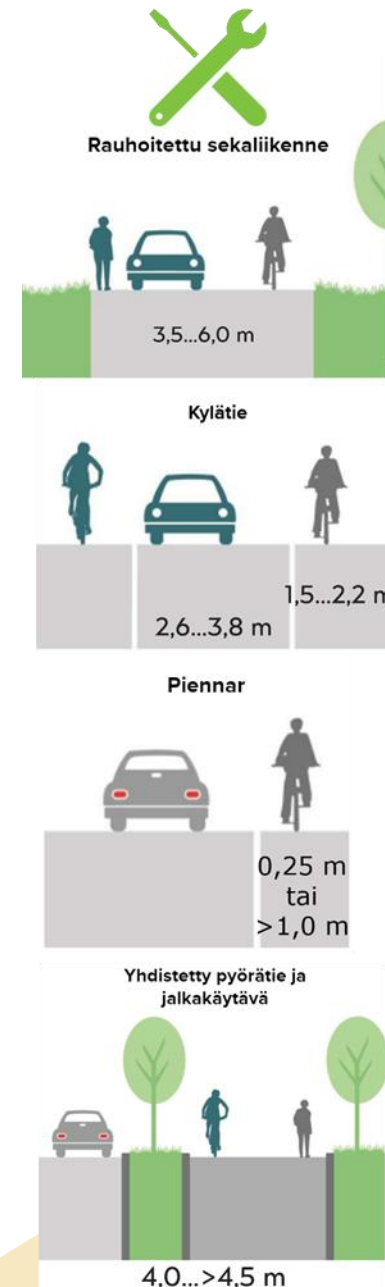 Rauhoitettu sekaliikenne
3,5...6,0 m
Kylätie
1,5...2,2 m
2,6...3,8 m
Piennar
0,25 m
tai
>1,0 m
Yhdistetty pyörätie ja
jalkakäytävä
4,0...>4,5 m